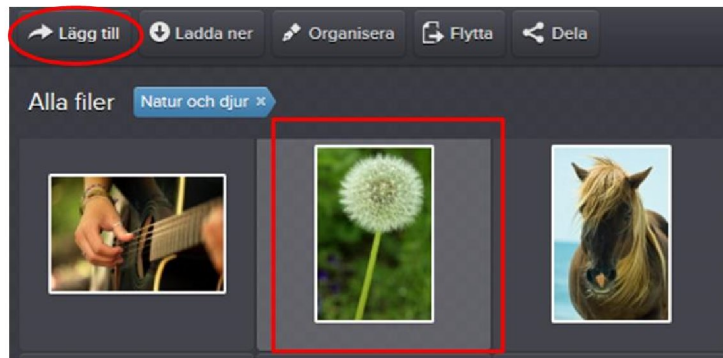 Lägg till Ladda ner Organisera Flytta Dela
Alla filer Natur och djur ×